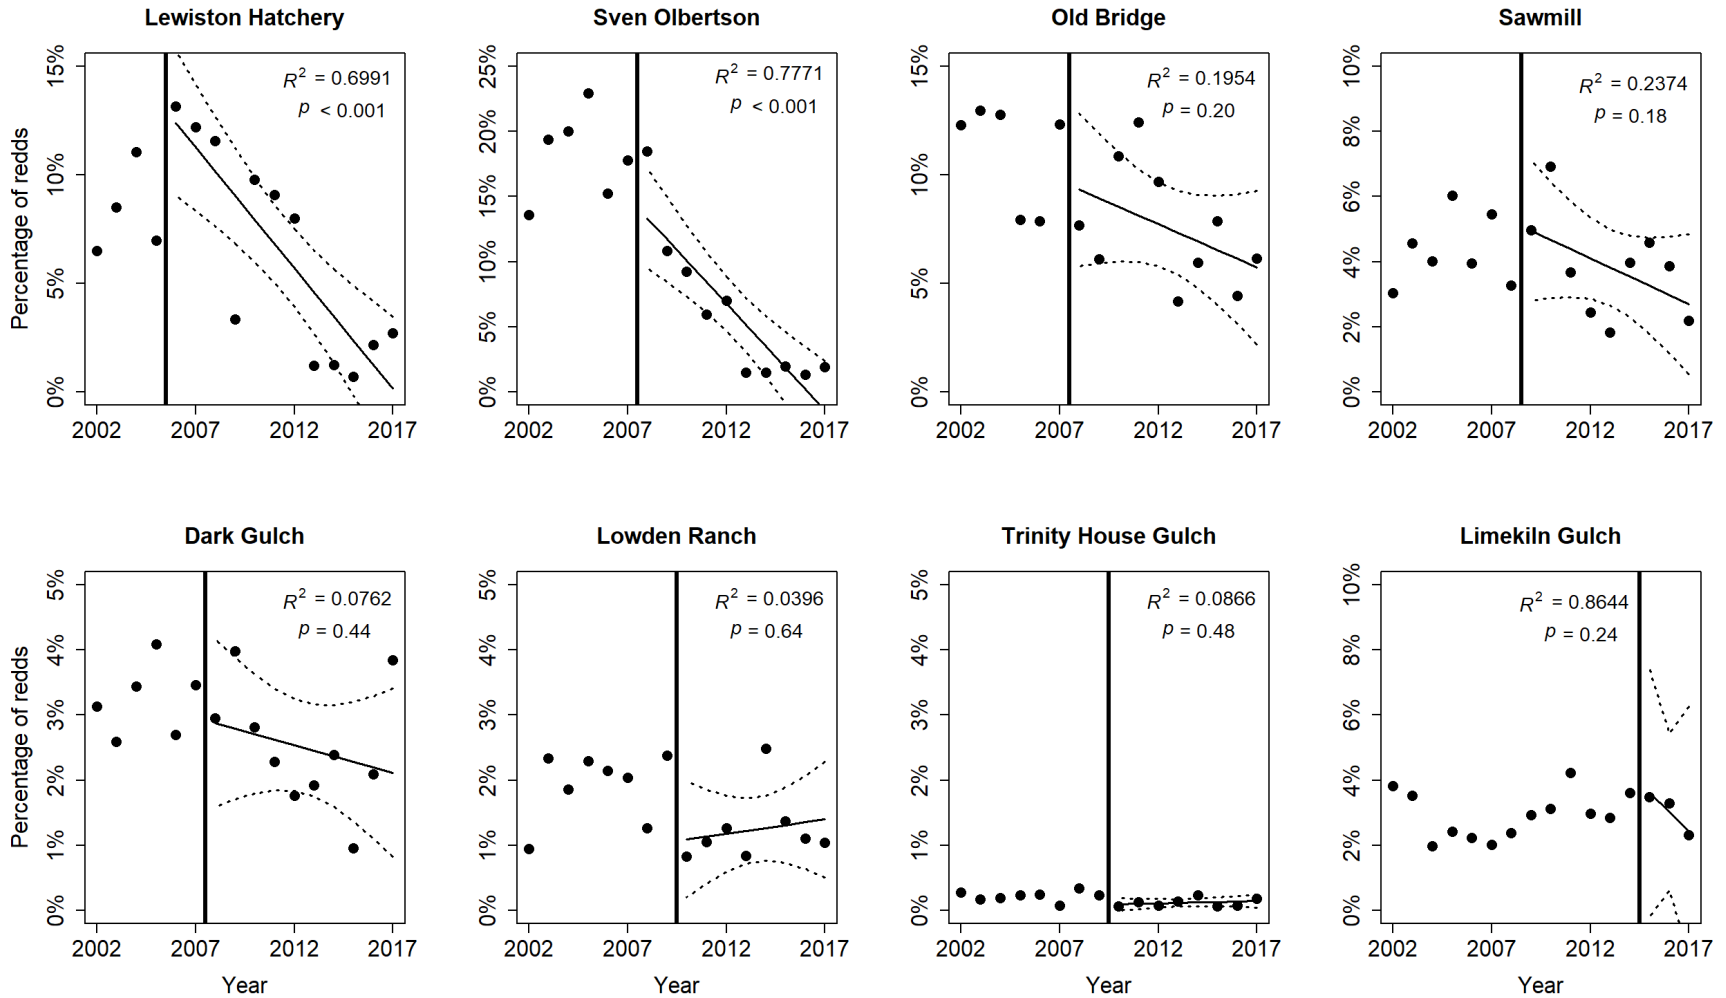 Lewiston Hatchery
Percentage of redds
15%
10%
5%
0%
R² = 0.6991
p < 0.001
2002 2007 2012 2017
Sven Olbertson
25%
20%
15%
10%
5%
0%
R² = 0.7771
p < 0.001
2002 2007 2012 2017
Old Bridge
15%
10%
5%
0%
R² = 0.1954
p = 0.20
2002 2007 2012 2017
Sawmill
10%
8%
6%
4%
2%
0%
R² = 0.2374
p = 0.18
2002 2007 2012 2017
Dark Gulch
Percentage of redds
5%
4%
3%
2%
1%
0%
R² = 0.0762
p = 0.44
2002 2007 2012 2017
Year
Lowden Ranch
5%
4%
3%
2%
1%
0%
R² = 0.0396
p = 0.64
2002 2007 2012 2017
Year
Trinity House Gulch
5%
4%
3%
2%
1%
0%
R² = 0.0866
p = 0.48
2002 2007 2012 2017
Year
Limekiln Gulch
10%
8%
6%
4%
2%
0%
R² = 0.8644
p = 0.24
2002 2007 2012 2017
Year